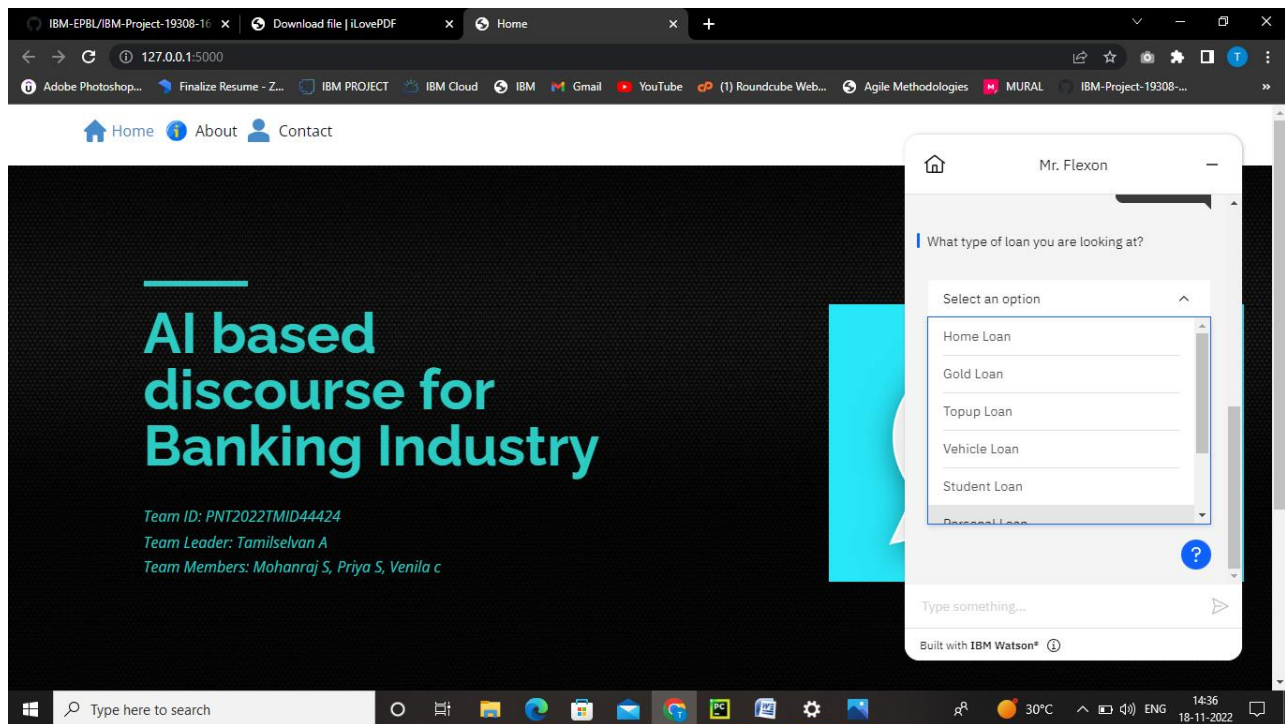 IBM-EPBL/IBM-Project-19308-16
Download file | iLovePDF
Home
127.0.0.1:5000
T
Adobe Photoshop...
Finalize Resume - Z...
IBM PROJECT
IBM Cloud
IBM
Gmail
YouTube
(1) Roundcube Web...
Agile Methodologies
MURAL
IBM-Project-19308-...
»
Home
About
Contact
AI based
discourse for
Banking Industry
Team ID: PNT2022TMID44424
Team Leader: Tamilselvan A
Team Members: Mohanraj S, Priya S, Venila c
Mr. Flexon
What type of loan you are looking at?
Select an option
Home Loan
Gold Loan
Topup Loan
Vehicle Loan
Student Loan
Personal Loan
?
Type something...
Built with IBM Watson®
Type here to search
30°C
ENG
14:36
18-11-2022